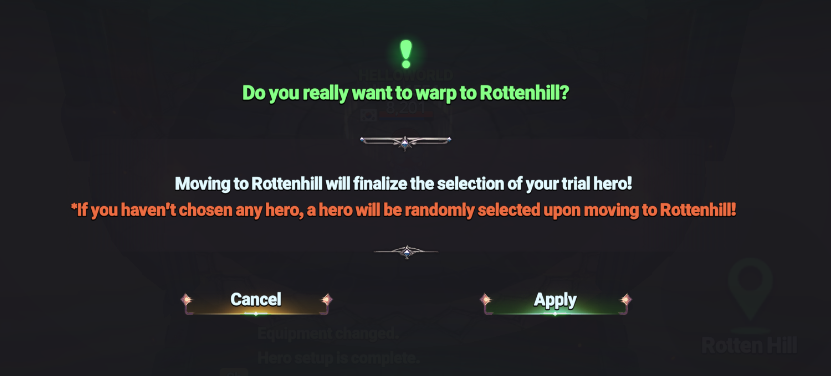 HELLOWORLD
Do you really want to warp to Rottenhill?
Moving to Rottenhill will finalize the selection of your trial hero!
*If you haven't chosen any hero, a hero will be randomly selected upon moving to Rottenhill!
Cancel
Apply
Equipment changed.
Hero setup is complete.
Rotten Hill